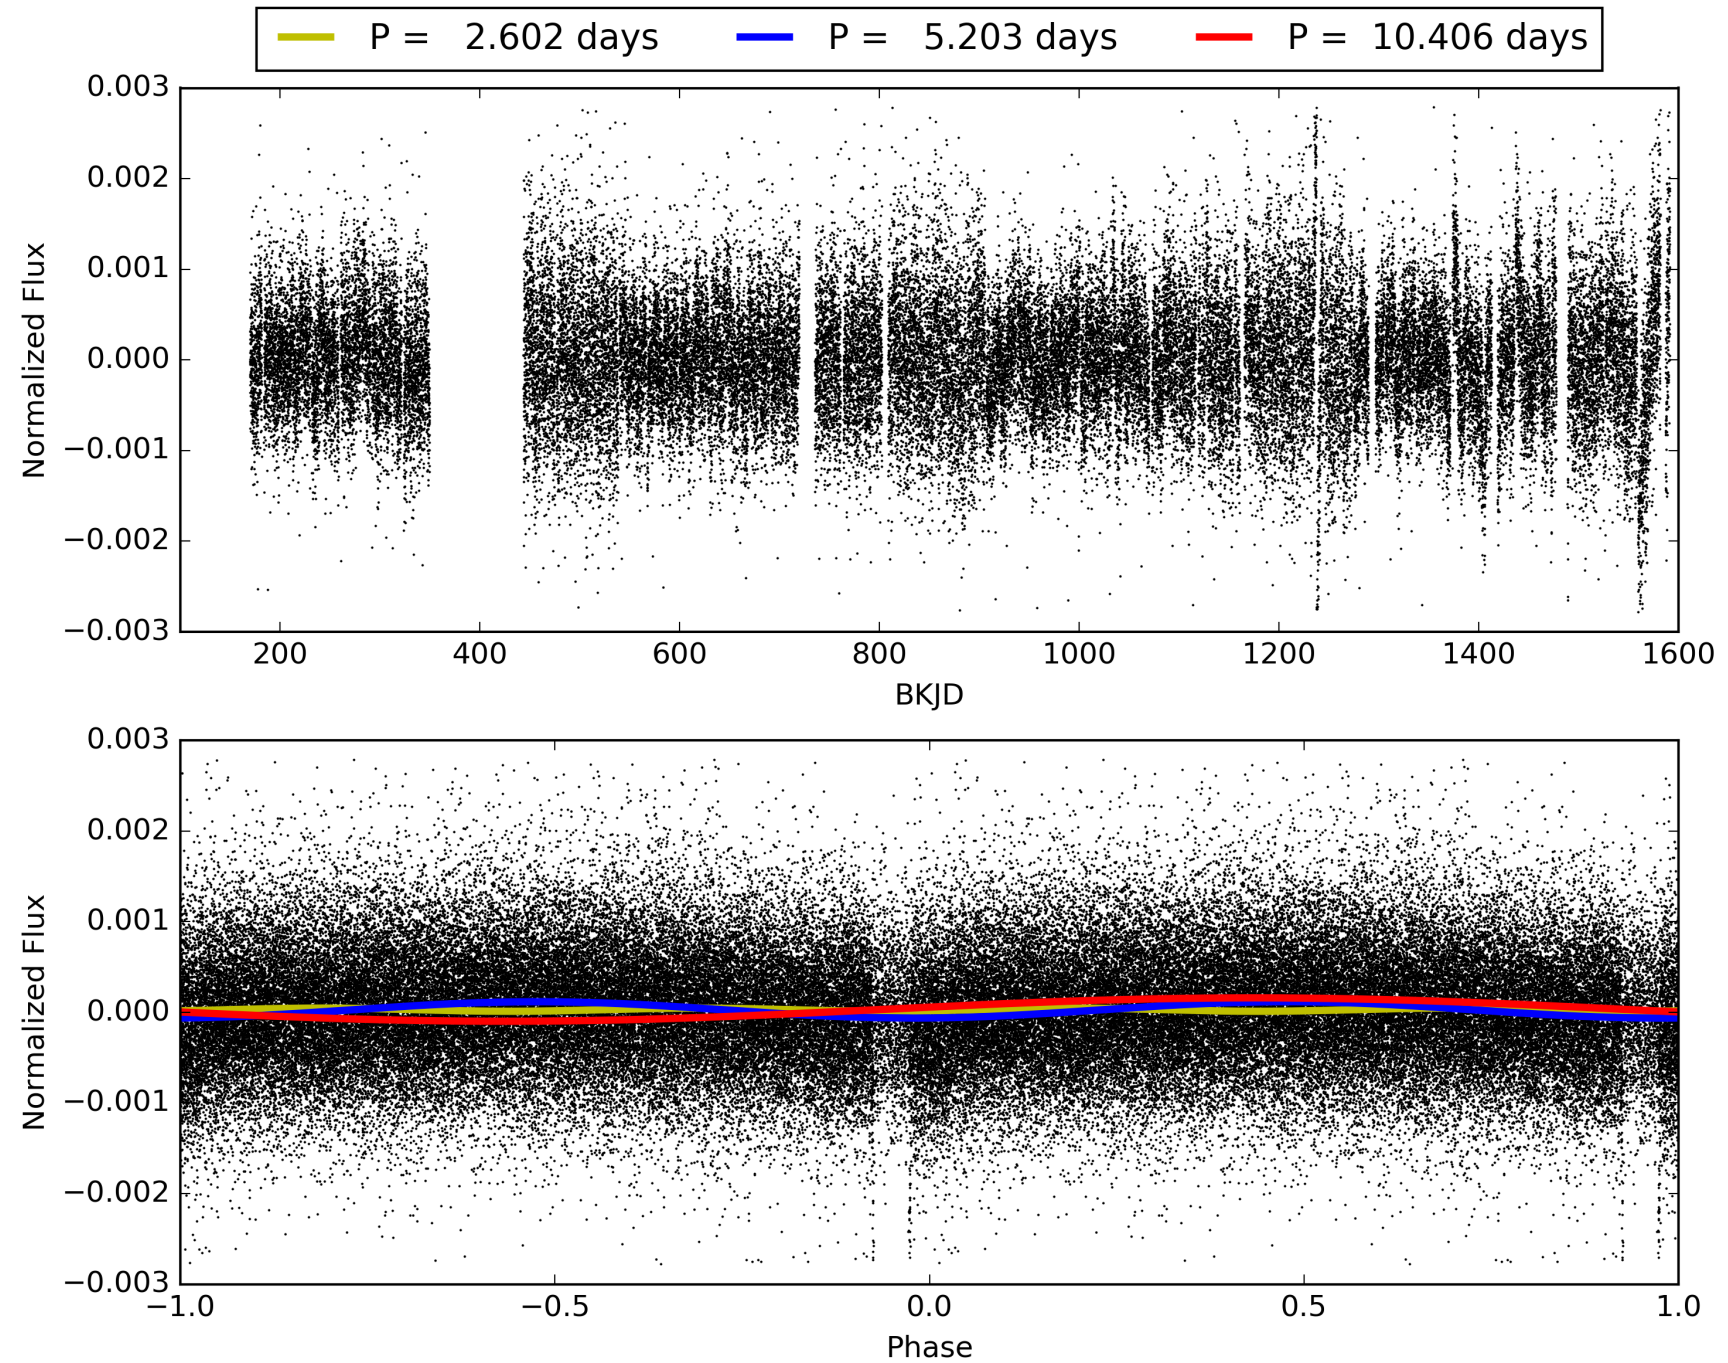 P = 2.602 days P = 5.203 days P = 10.406 days
0.003
0.002
0.001
0.000
−0.001
−0.002
−0.003
Normalized Flux
200 400 600 800 1000 1200 1400 1600
BKJD
0.003
0.002
0.001
0.000
−0.001
−0.002
−0.003
Normalized Flux
−1.0 −0.5 0.0 0.5 1.0
Phase